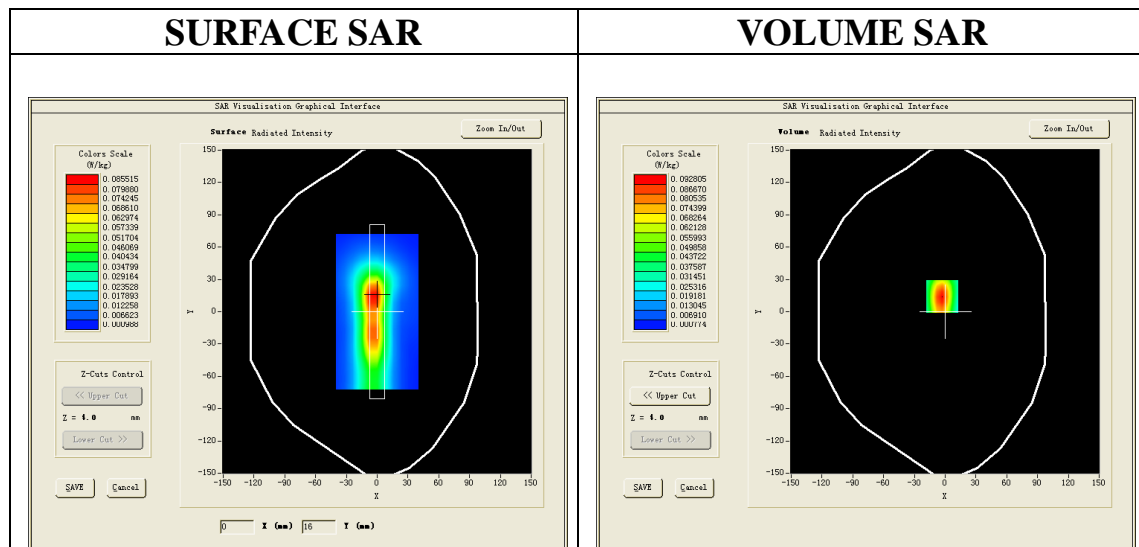 SURFACE SAR
VOLUME SAR
SAR Visualisation Graphical Interface
Surface Radiated Intensity
Zoom In/Out
Colors Scale
(W/kg)
0.085515
0.079880
0.074245
0.068610
0.062974
0.057339
0.051704
0.046069
0.040434
0.034799
0.029164
0.023528
0.017893
0.012258
0.006623
0.000988
Z-Cuts Control
<< Upper Cut
Z = 4.0 mm
Lower Cut >>
SAVE
Cancel
150
120
90
60
30
0
-30
-60
-90
-120
-150
Y
-150 -120 -90 -60 -30 0 30 60 90 120 150
X
0 X (mm) 16 Y (mm)
SAR Visualisation Graphical Interface
Volume Radiated Intensity
Zoom In/Out
Colors Scale
(W/kg)
0.092805
0.086670
0.080535
0.074399
0.068264
0.062128
0.055993
0.049858
0.043722
0.037587
0.031451
0.025316
0.019181
0.013045
0.006910
0.000774
Z-Cuts Control
<< Upper Cut
Z = 4.0 mm
Lower Cut >>
SAVE
Cancel
150
120
90
60
30
0
-30
-60
-90
-120
-150
Y
-150 -120 -90 -60 -30 0 30 60 90 120 150
X